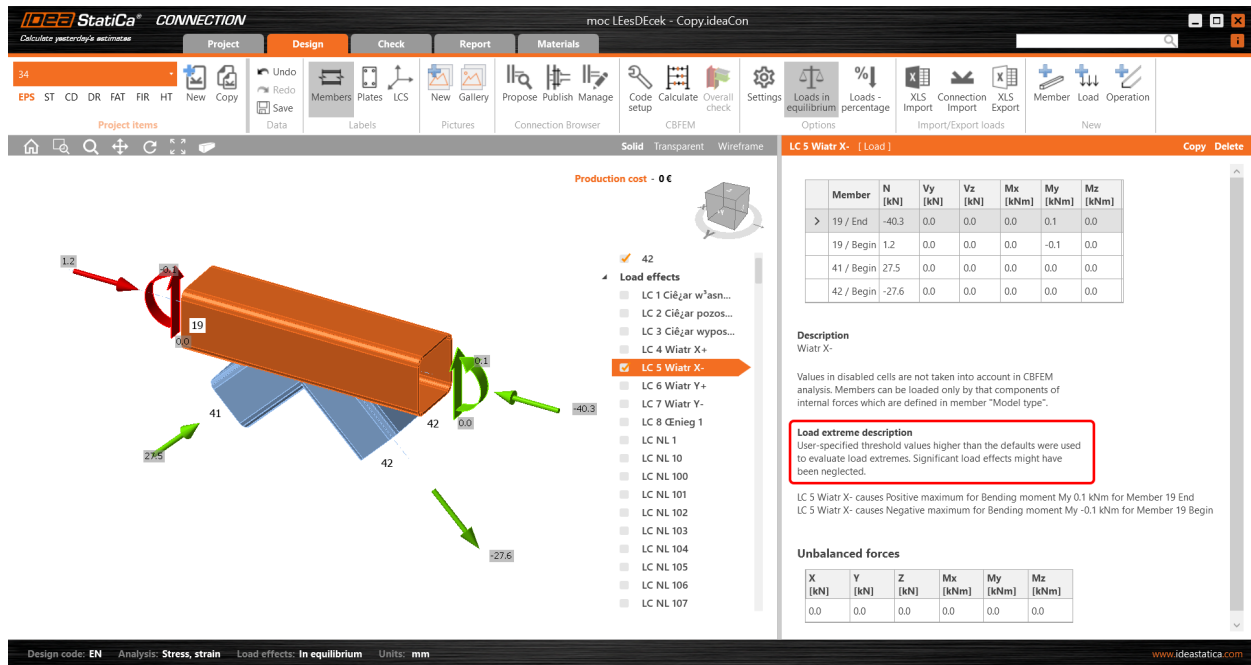 IDEA StatiCa® CONNECTION
Calculate yesterday's estimates
moc LEesDEcek - Copy.ideaCon
Project Design Check Report Materials
34
EPS ST CD DR FAT FIR HT
New Copy
Project Items
Undo
Redo
Save
Data
Members Plates LCS
Labels
New Gallery
Pictures
Propose Publish Manage
Connection Browser
Code setup Calculate Overall check
CBFEM
Settings Loads in equilibrium Loads - percentage
Options
XLS Import Connection Import XLS Export
Import/Export loads
Member Load Operation
New
Solid Transparent Wireframe
Production cost - 0 €
1.2
-0.1
19
0.0
41
27.5
0.1
0.0
-40.3
42
42
-27.6
42
Load effects
LC 1 Ciê¿ar w³asn...
LC 2 Ciê¿ar pozos...
LC 3 Ciê¿ar wypos...
LC 4 Wiatr X+
LC 5 Wiatr X-
LC 6 Wiatr Y+
LC 7 Wiatr Y-
LC 8 Œnieg 1
LC NL 1
LC NL 10
LC NL 100
LC NL 101
LC NL 102
LC NL 103
LC NL 104
LC NL 105
LC NL 106
LC NL 107
LC 5 Wiatr X- [ Load ] Copy Delete
Member N [kN] Vy [kN] Vz [kN] Mx [kNm] My [kNm] Mz [kNm]
> 19 / End -40.3 0.0 0.0 0.0 0.1 0.0
19 / Begin 1.2 0.0 0.0 0.0 -0.1 0.0
41 / Begin 27.5 0.0 0.0 0.0 0.0 0.0
42 / Begin -27.6 0.0 0.0 0.0 0.0 0.0
Description
Wiatr X-
Values in disabled cells are not taken into account in CBFEM
analysis. Members can be loaded only by that components of
internal forces which are defined in member "Model type".
Load extreme description
User-specified threshold values higher than the defaults were used
to evaluate load extremes. Significant load effects might have
been neglected.
LC 5 Wiatr X- causes Positive maximum for Bending moment My 0.1 kNm for Member 19 End
LC 5 Wiatr X- causes Negative maximum for Bending moment My -0.1 kNm for Member 19 Begin
Unbalanced forces
X [kN] Y [kN] Z [kN] Mx [kNm] My [kNm] Mz [kNm]
0.0 0.0 0.0 0.0 0.0 0.0
Design code: EN Analysis: Stress, strain Load effects: In equilibrium Units: mm
www.ideastatica.com